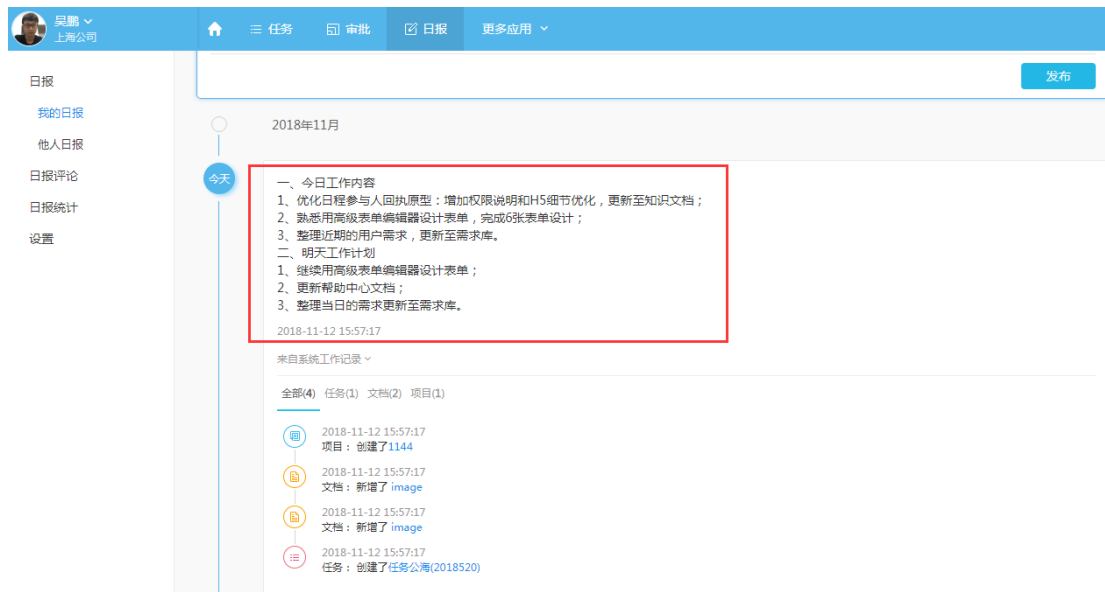 吴鹏
上海公司
任务
审批
日报
更多应用
日报
我的日报
他人日报
日报评论
日报统计
设置
发布
2018年11月
今天
一、今日工作内容
1、优化日程参与人回执原型：增加权限说明和H5细节优化，更新至知识文档；
2、熟悉用高级表单编辑器设计表单，完成6张表单设计；
3、整理近期的用户需求，更新至需求库。
二、明天工作计划
1、继续用高级表单编辑器设计表单；
2、更新帮助中心文档；
3、整理当日的需求更新至需求库。
2018-11-12 15:57:17
来自系统工作记录
全部(4) 任务(1) 文档(2) 项目(1)
2018-11-12 15:57:17
项目： 创建了1144
2018-11-12 15:57:17
文档： 新增了 image
2018-11-12 15:57:17
文档： 新增了 image
2018-11-12 15:57:17
任务： 创建了任务公海(2018520)